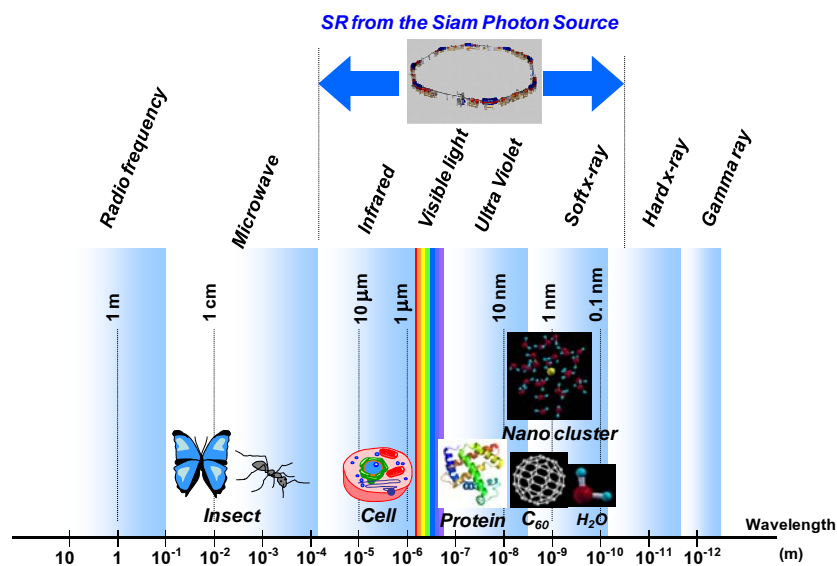 SR from the Siam Photon Source
Radio frequency
Microwave
Infrared
Visible light
Ultra Violet
Soft x-ray
Hard x-ray
Gamma ray
1 m
1 cm
10 μm
1 μm
10 nm
1 nm
0.1 nm
Nano cluster
Insect
Cell
Protein
C₆₀
H₂O
Wavelength
(m)
10 1 10⁻¹ 10⁻² 10⁻³ 10⁻⁴ 10⁻⁵ 10⁻⁶ 10⁻⁷ 10⁻⁸ 10⁻⁹ 10⁻¹⁰ 10⁻¹¹ 10⁻¹²